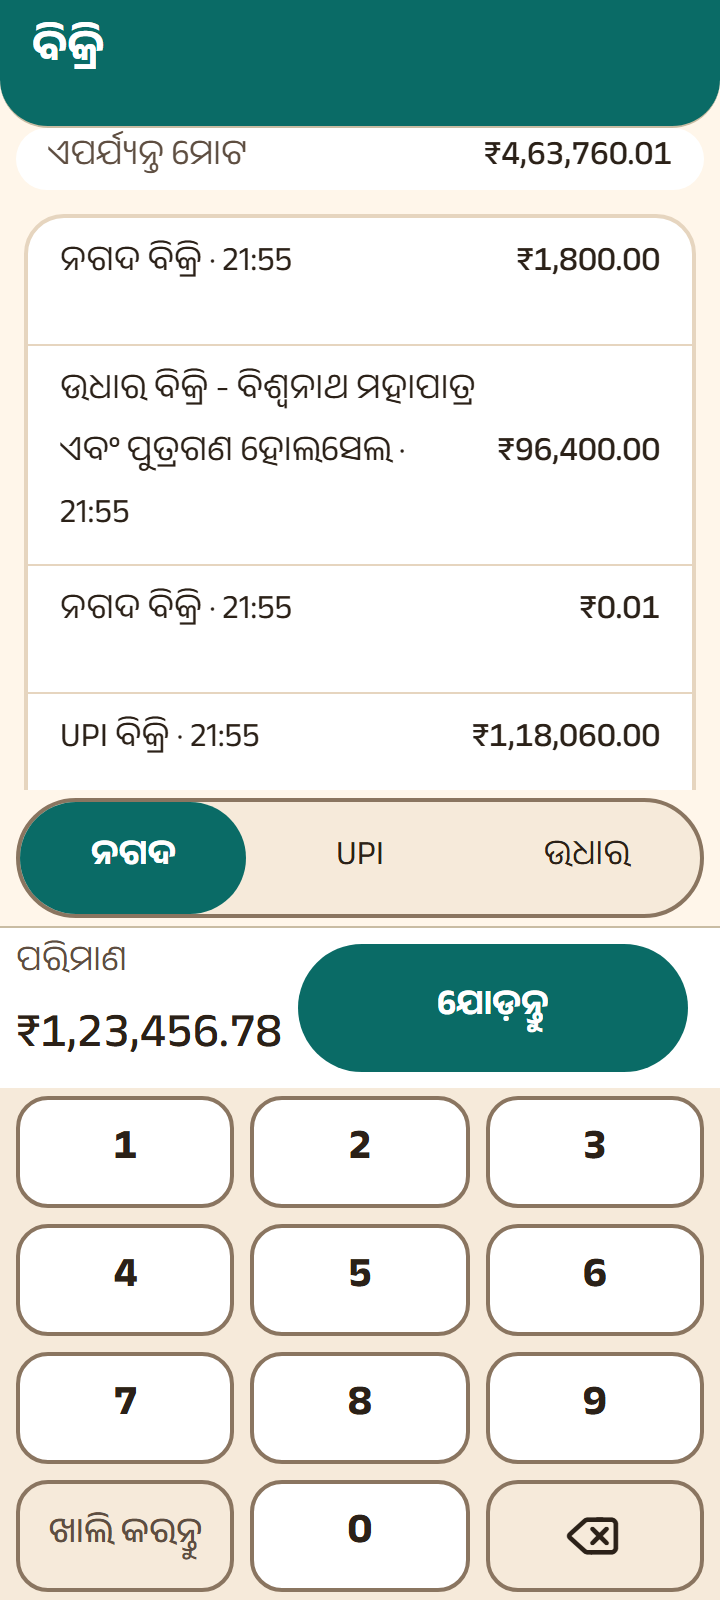 ବିକ୍ରି
ଏପର୍ଯ୍ୟନ୍ତ ମୋଟ ₹4,63,760.01
ନଗଦ ବିକ୍ରି · 21:55 ₹1,800.00
ଉଧାର ବିକ୍ରି - ବିଶ୍ୱନାଥ ମହାପାତ୍ର
ଏବଂ ପୁତ୍ରଗଣ ହୋଲସେଲ · ₹96,400.00
21:55
ନଗଦ ବିକ୍ରି · 21:55 ₹0.01
UPI ବିକ୍ରି · 21:55 ₹1,18,060.00
ନଗଦ UPI ଉଧାର
ପରିମାଣ
₹1,23,456.78 ଯୋଡ଼ନ୍ତୁ
1 2 3
4 5 6
7 8 9
ଖାଲି କରନ୍ତୁ 0